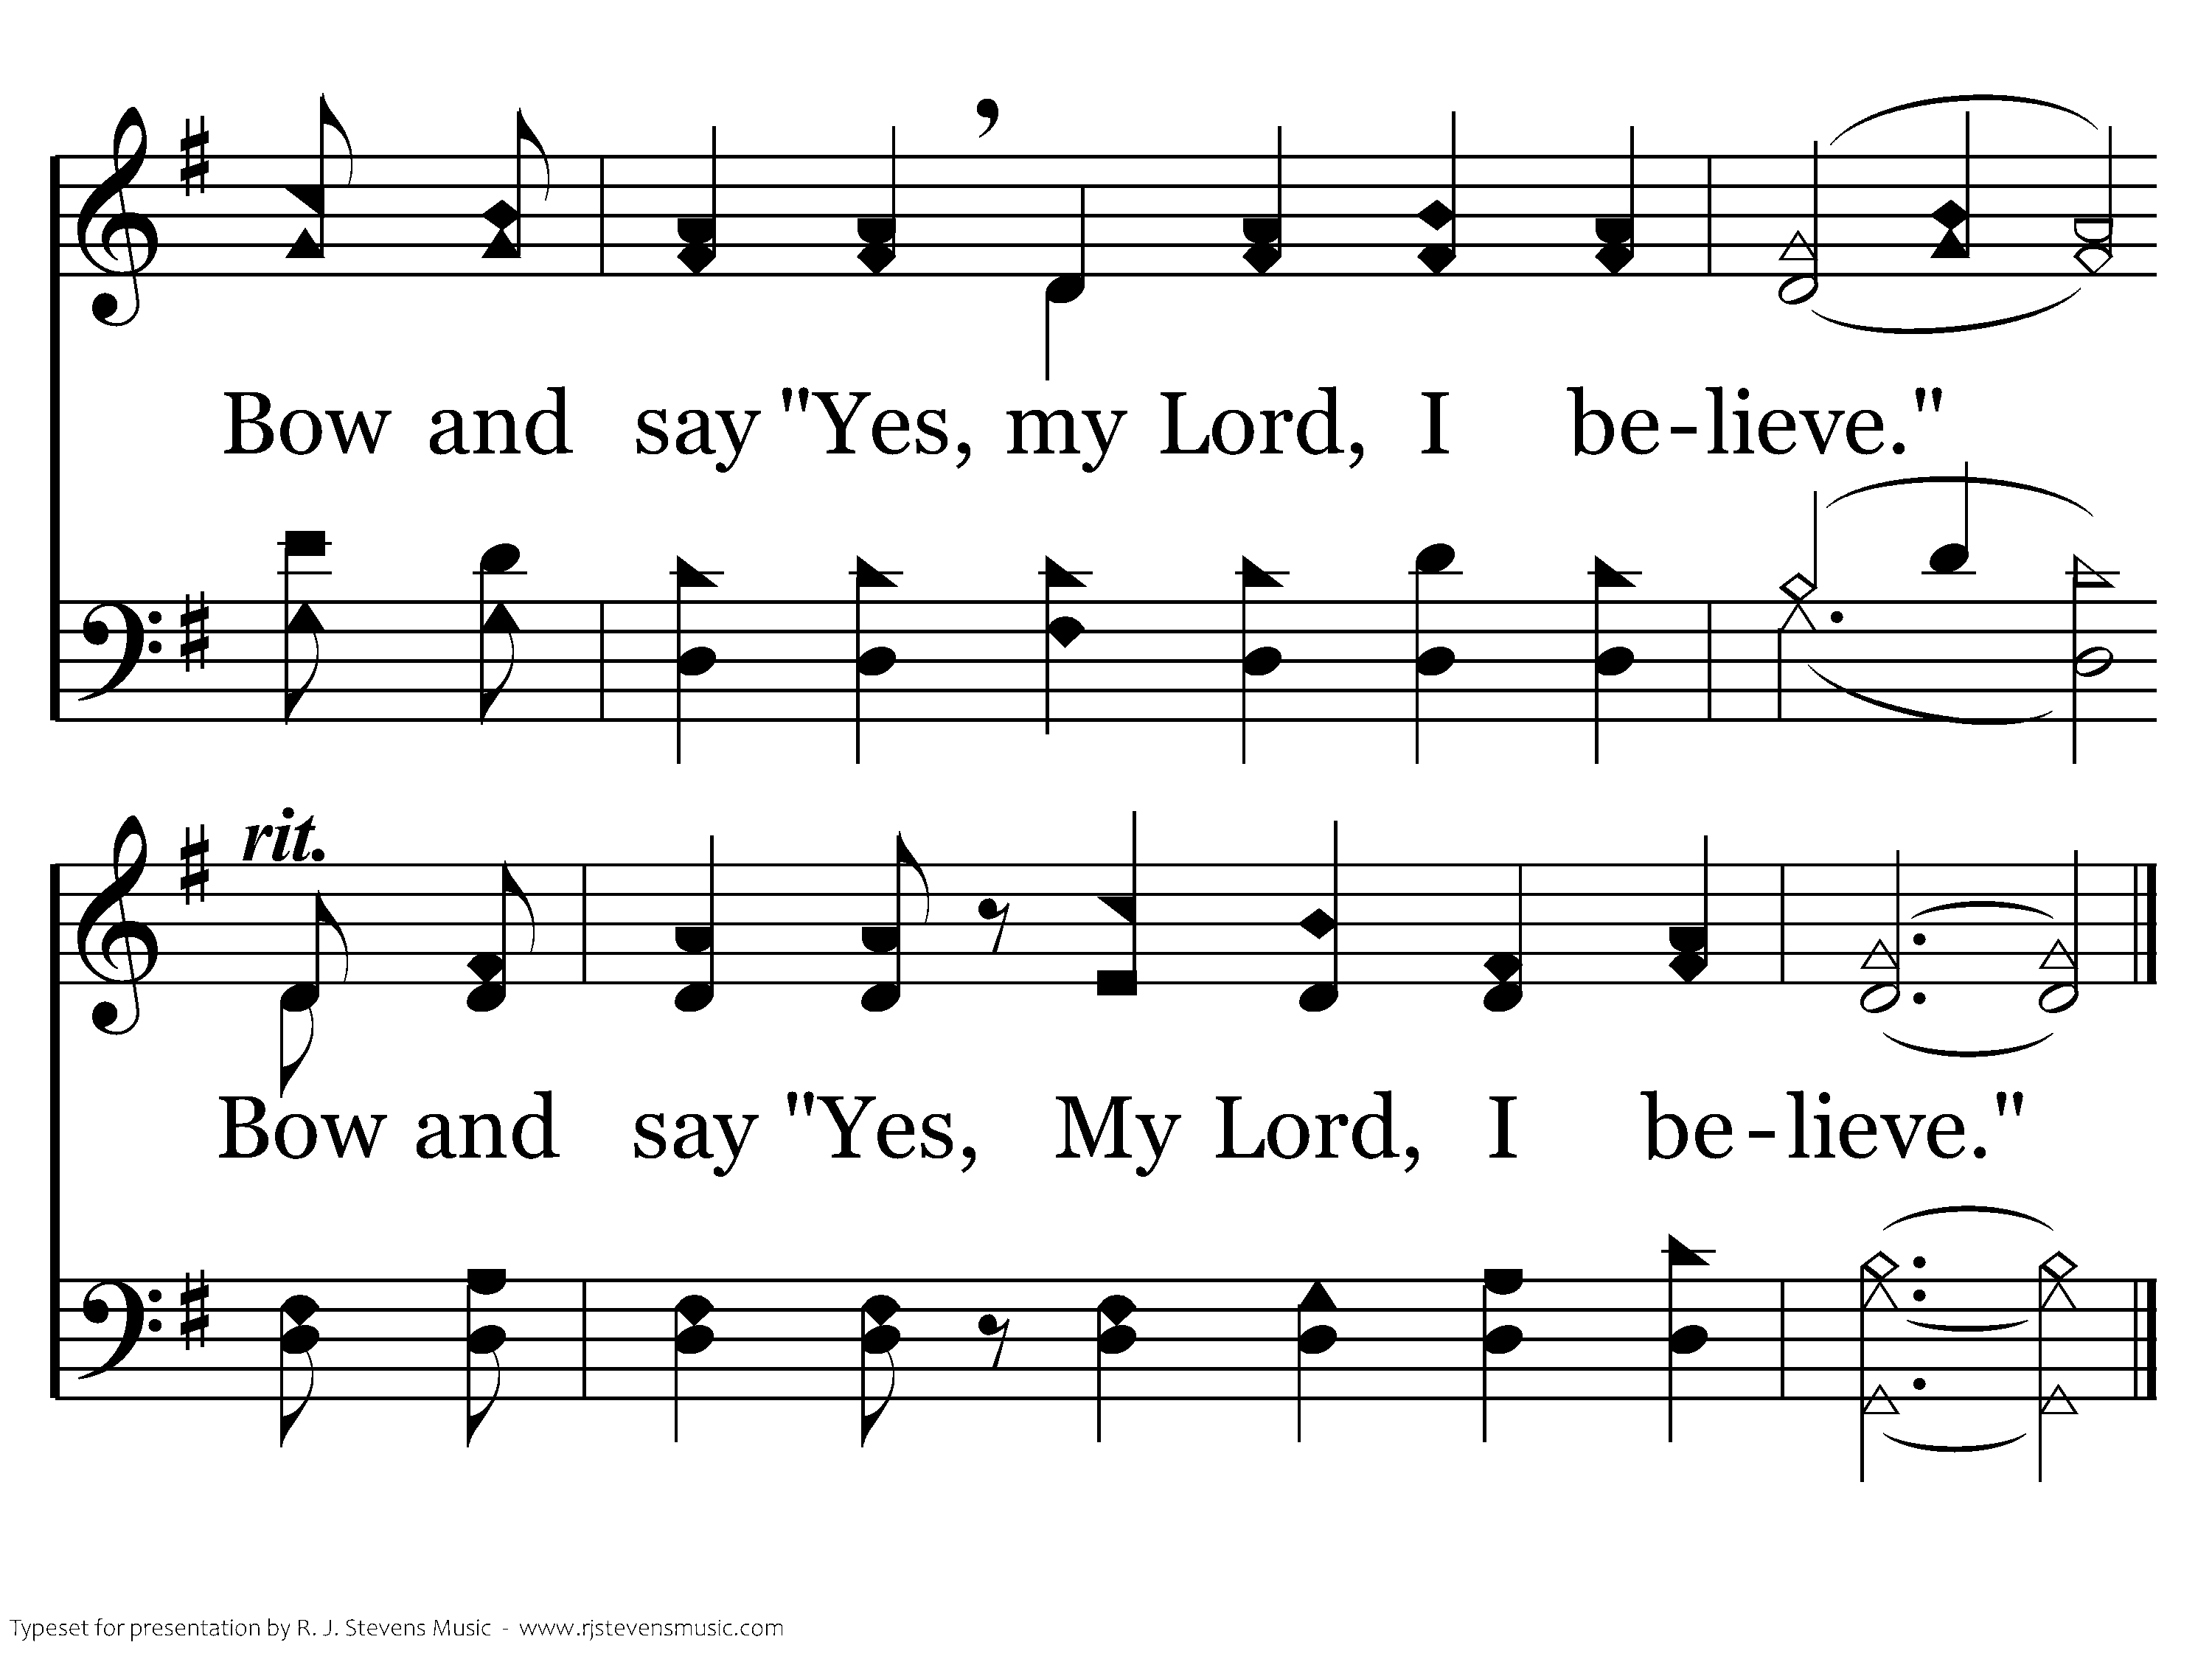 Bow and say "Yes, my Lord, I be-lieve."
rit.
Bow and say "Yes, My Lord, I be-lieve."
Typeset for presentation by R. J. Stevens Music - www.rjstevensmusic.com